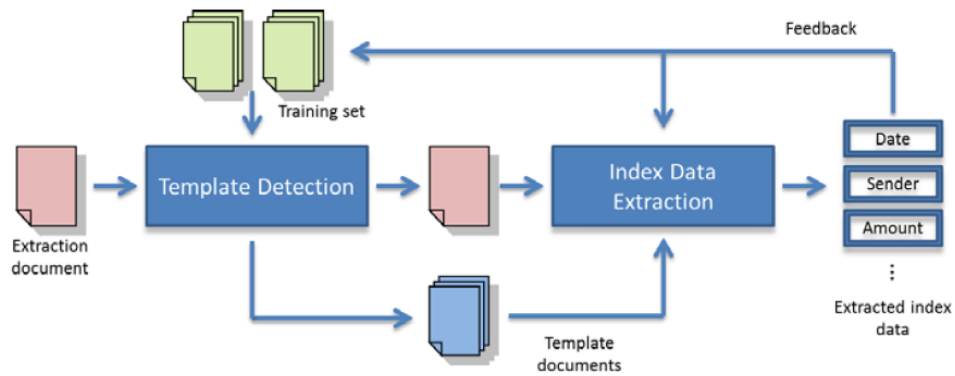 Feedback
Training set
Date
Template Detection
Index Data
Extraction
Sender
Amount
Extraction
document
⋮
Extracted index
data
Template
documents